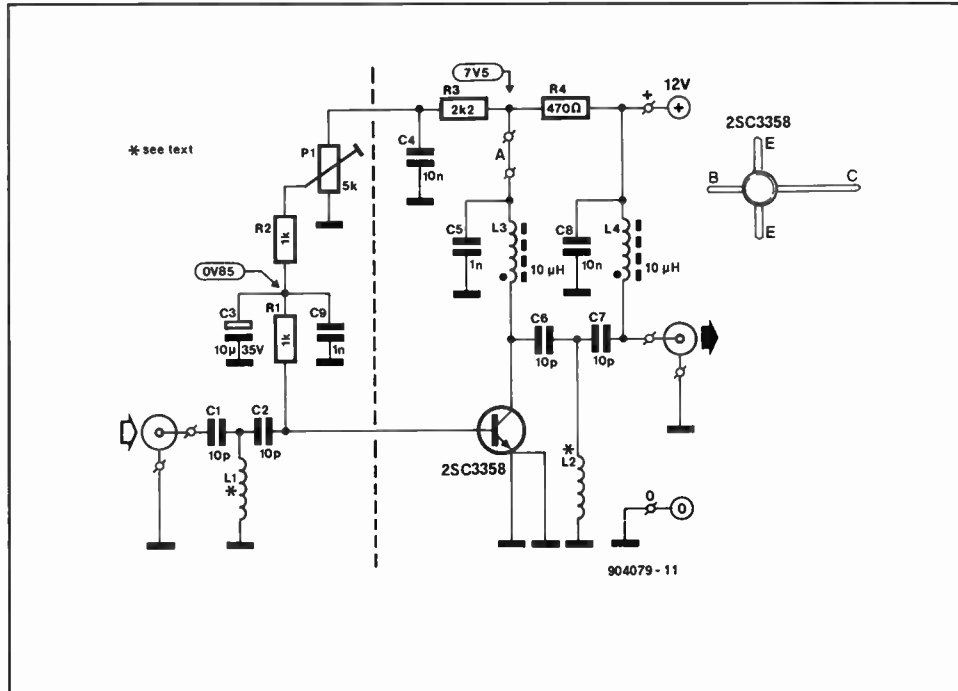 7V5
R3
2k2
R4
470Ω
+
12V
+
2SC3358
E
B
C
E
* see text
P1
5k
C4
10n
A
R2
1k
C5
1n
L3
10 µH
C8
10n
L4
10 µH
0V85
C3
10µ 35V
R1
1k
C9
1n
C6
10p
C7
10p
C1
10p
C2
10p
L1
*
2SC3358
*
L2
0
0
904079-11